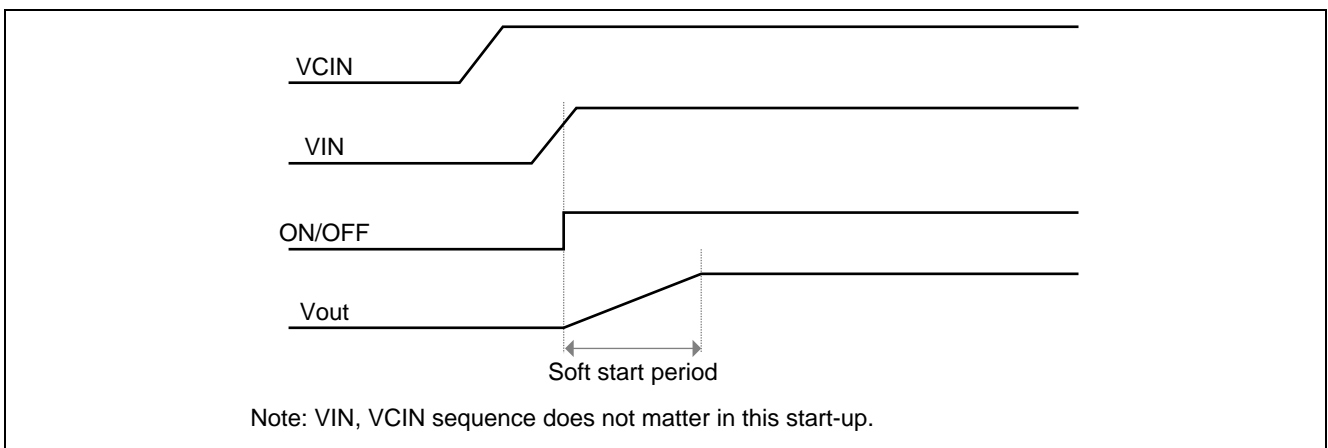 VCIN
VIN
ON/OFF
Vout
Soft start period
Note: VIN, VCIN sequence does not matter in this start-up.